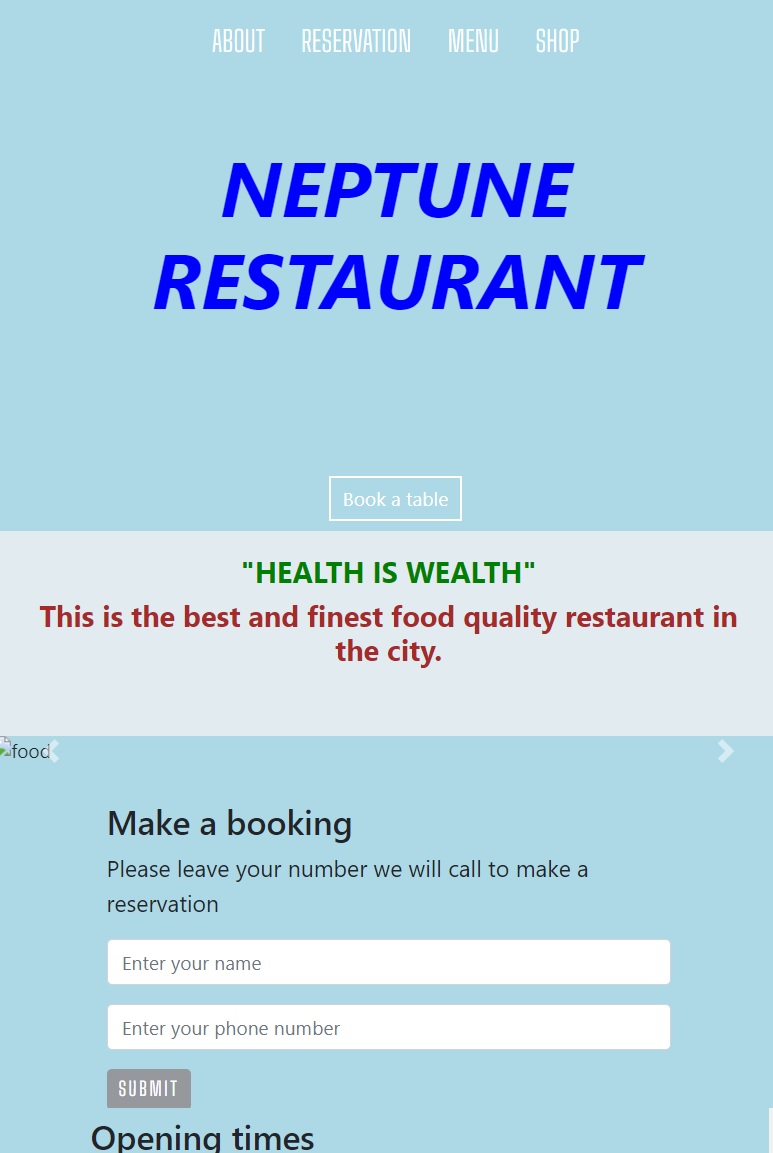 ABOUT RESERVATION MENU SHOP
NEPTUNE
RESTAURANT
Book a table
"HEALTH IS WEALTH"
This is the best and finest food quality restaurant in
the city.
food
Make a booking
Please leave your number we will call to make a
reservation
Enter your name
Enter your phone number
SUBMIT
Opening times